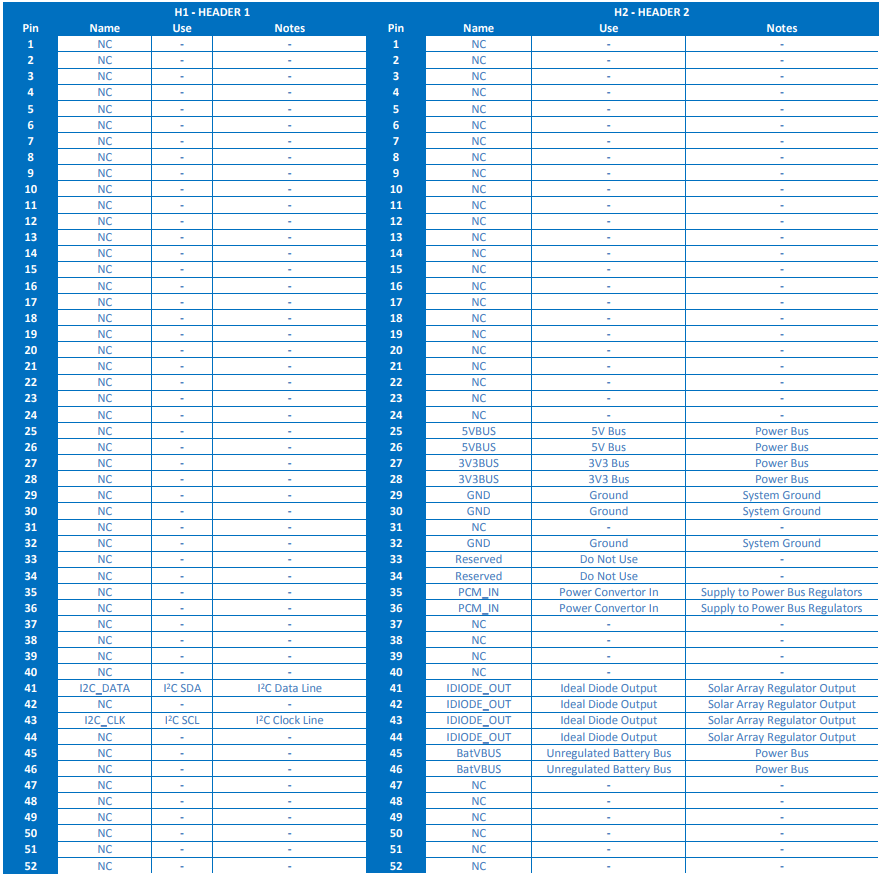 H1 - HEADER 1 H2 - HEADER 2
Pin Name Use Notes Pin Name Use Notes
1 NC - - 1 NC - -
2 NC - - 2 NC - -
3 NC - - 3 NC - -
4 NC - - 4 NC - -
5 NC - - 5 NC - -
6 NC - - 6 NC - -
7 NC - - 7 NC - -
8 NC - - 8 NC - -
9 NC - - 9 NC - -
10 NC - - 10 NC - -
11 NC - - 11 NC - -
12 NC - - 12 NC - -
13 NC - - 13 NC - -
14 NC - - 14 NC - -
15 NC - - 15 NC - -
16 NC - - 16 NC - -
17 NC - - 17 NC - -
18 NC - - 18 NC - -
19 NC - - 19 NC - -
20 NC - - 20 NC - -
21 NC - - 21 NC - -
22 NC - - 22 NC - -
23 NC - - 23 NC - -
24 NC - - 24 NC - -
25 NC - - 25 5VBUS 5V Bus Power Bus
26 NC - - 26 5VBUS 5V Bus Power Bus
27 NC - - 27 3V3BUS 3V3 Bus Power Bus
28 NC - - 28 3V3BUS 3V3 Bus Power Bus
29 NC - - 29 GND Ground System Ground
30 NC - - 30 GND Ground System Ground
31 NC - - 31 NC - -
32 NC - - 32 GND Ground System Ground
33 NC - - 33 Reserved Do Not Use -
34 NC - - 34 Reserved Do Not Use -
35 NC - - 35 PCM_IN Power Convertor In Supply to Power Bus Regulators
36 NC - - 36 PCM_IN Power Convertor In Supply to Power Bus Regulators
37 NC - - 37 NC - -
38 NC - - 38 NC - -
39 NC - - 39 NC - -
40 NC - - 40 NC - -
41 I2C_DATA I²C SDA I²C Data Line 41 IDIODE_OUT Ideal Diode Output Solar Array Regulator Output
42 NC - - 42 IDIODE_OUT Ideal Diode Output Solar Array Regulator Output
43 I2C_CLK I²C SCL I²C Clock Line 43 IDIODE_OUT Ideal Diode Output Solar Array Regulator Output
44 NC - - 44 IDIODE_OUT Ideal Diode Output Solar Array Regulator Output
45 NC - - 45 BatVBUS Unregulated Battery Bus Power Bus
46 NC - - 46 BatVBUS Unregulated Battery Bus Power Bus
47 NC - - 47 NC - -
48 NC - - 48 NC - -
49 NC - - 49 NC - -
50 NC - - 50 NC - -
51 NC - - 51 NC - -
52 NC - - 52 NC - -